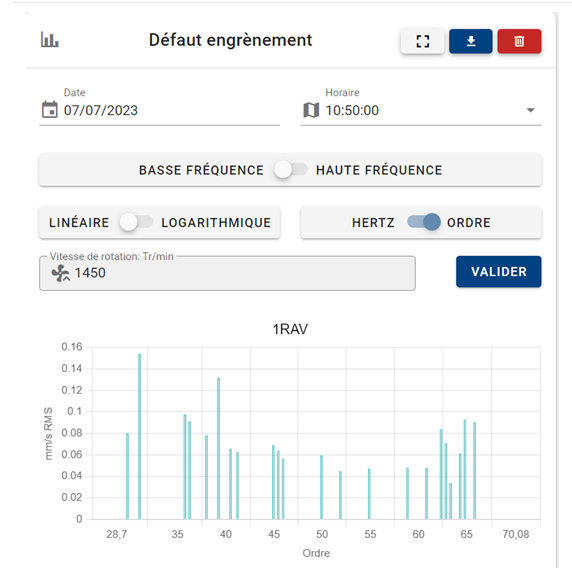 Défaut engrènement
Date
07/07/2023
Horaire
10:50:00
BASSE FRÉQUENCE HAUTE FRÉQUENCE
LINÉAIRE LOGARITHMIQUE
HERTZ ORDRE
Vitesse de rotation: Tr/min
1450
VALIDER
1RAV
0.16
0.14
0.12
0.1
0.08
0.06
0.04
0.02
0
mm/s RMS
28,7 35 40 45 50 55 60 65 70,08
Ordre